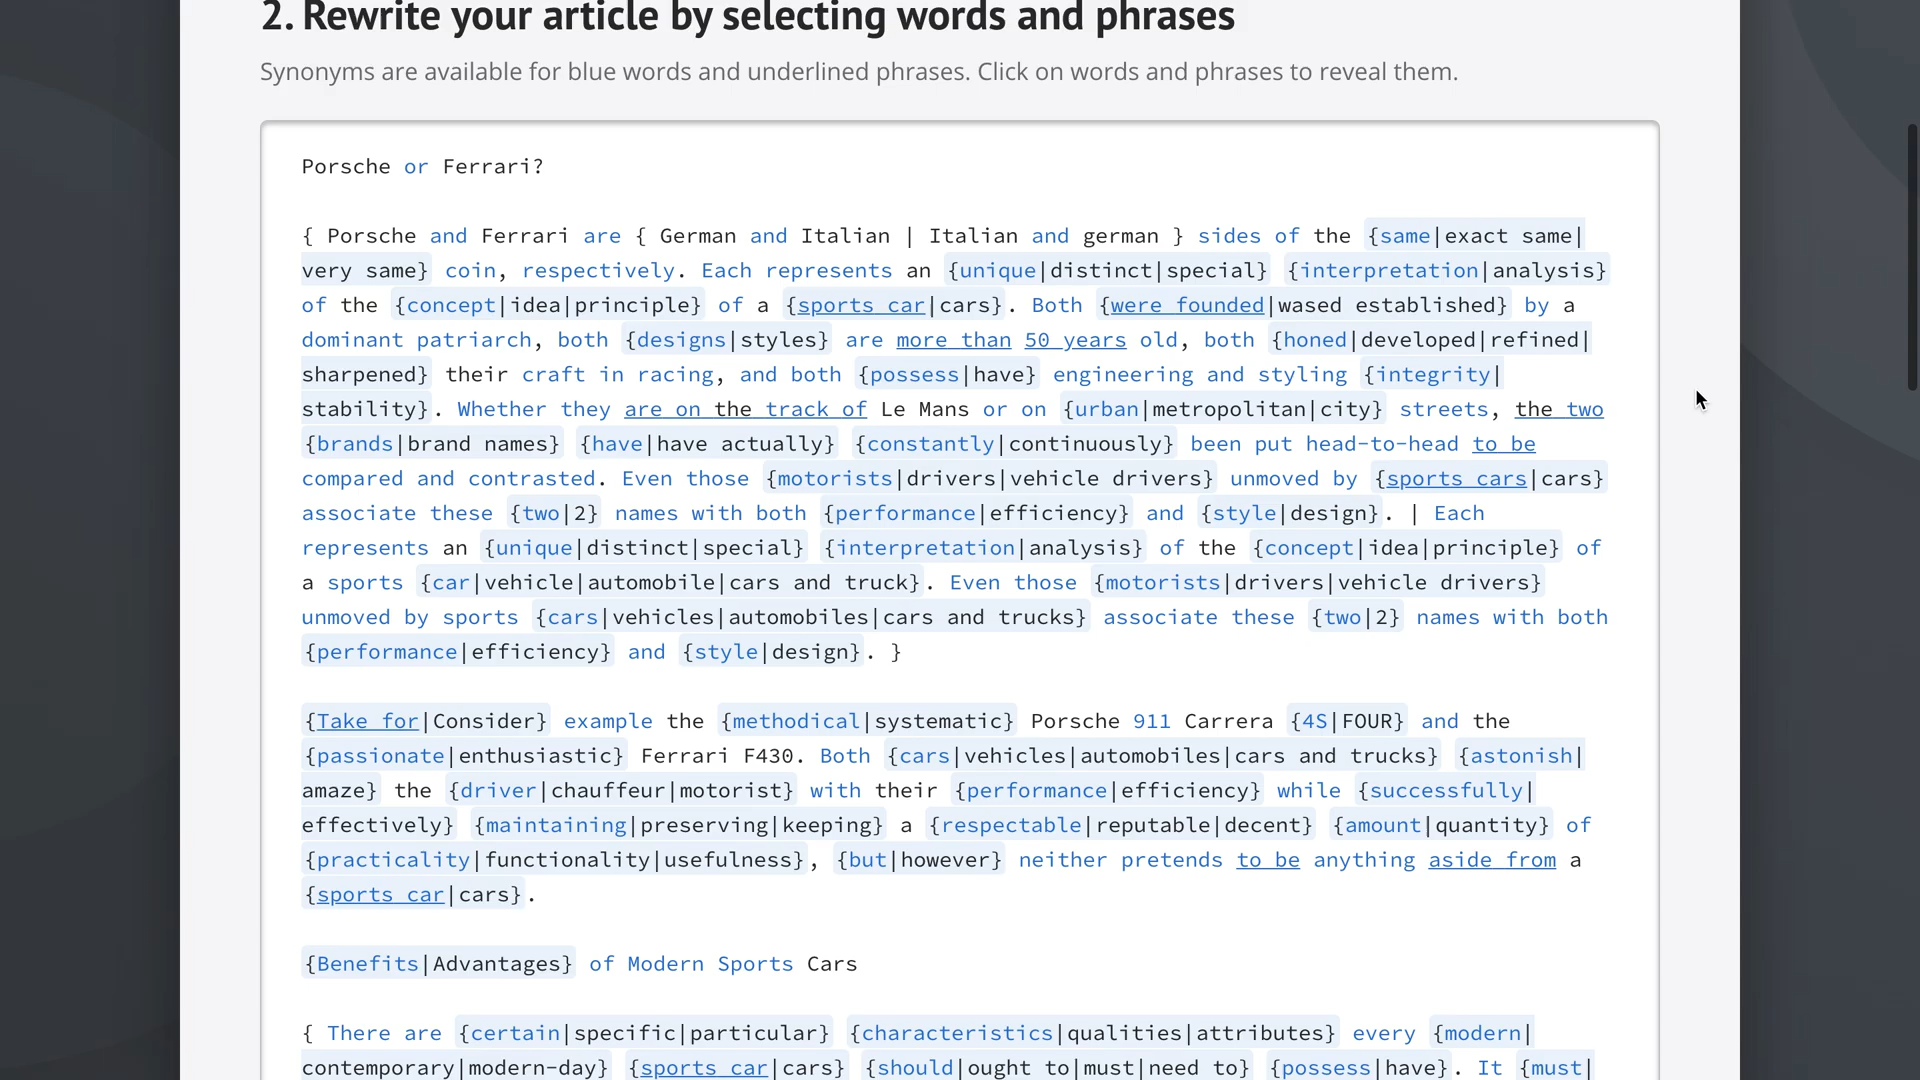 2. Rewrite your article by selecting words and phrases
Synonyms are available for blue words and underlined phrases. Click on words and phrases to reveal them.
Porsche or Ferrari?
{ Porsche and Ferrari are { German and Italian | Italian and german } sides of the {same|exact same|
very same} coin, respectively. Each represents an {unique|distinct|special} {interpretation|analysis}
of the {concept|idea|principle} of a {sports car|cars}. Both {were founded|wased established} by a
dominant patriarch, both {designs|styles} are more than 50 years old, both {honed|developed|refined|
sharpened} their craft in racing, and both {possess|have} engineering and styling {integrity|
stability}. Whether they are on the track of Le Mans or on {urban|metropolitan|city} streets, the two
{brands|brand names} {have|have actually} {constantly|continuously} been put head-to-head to be
compared and contrasted. Even those {motorists|drivers|vehicle drivers} unmoved by {sports cars|cars}
associate these {two|2} names with both {performance|efficiency} and {style|design}. | Each
represents an {unique|distinct|special} {interpretation|analysis} of the {concept|idea|principle} of
a sports {car|vehicle|automobile|cars and truck}. Even those {motorists|drivers|vehicle drivers}
unmoved by sports {cars|vehicles|automobiles|cars and trucks} associate these {two|2} names with both
{performance|efficiency} and {style|design}. }
{Take for|Consider} example the {methodical|systematic} Porsche 911 Carrera {4S|FOUR} and the
{passionate|enthusiastic} Ferrari F430. Both {cars|vehicles|automobiles|cars and trucks} {astonish|
amaze} the {driver|chauffeur|motorist} with their {performance|efficiency} while {successfully|
effectively} {maintaining|preserving|keeping} a {respectable|reputable|decent} {amount|quantity} of
{practicality|functionality|usefulness}, {but|however} neither pretends to be anything aside from a
{sports car|cars}.
{Benefits|Advantages} of Modern Sports Cars
{ There are {certain|specific|particular} {characteristics|qualities|attributes} every {modern|
contemporary|modern-day} {sports car|cars} {should|ought to|must|need to} {possess|have}. It {must|